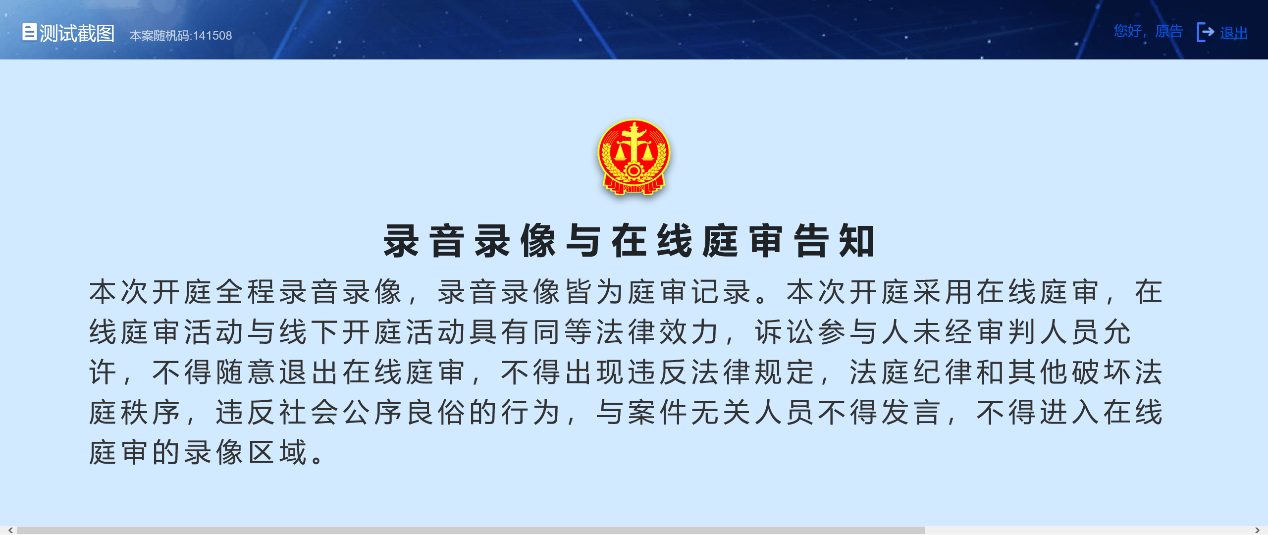 测试截图 本案随机码:141508 您好，原告 退出
录音录像与在线庭审告知
本次开庭全程录音录像，录音录像皆为庭审记录。本次开庭采用在线庭审，在
线庭审活动与线下开庭活动具有同等法律效力，诉讼参与人未经审判人员允
许，不得随意退出在线庭审，不得出现违反法律规定，法庭纪律和其他破坏法
庭秩序，违反社会公序良俗的行为，与案件无关人员不得发言，不得进入在线
庭审的录像区域。